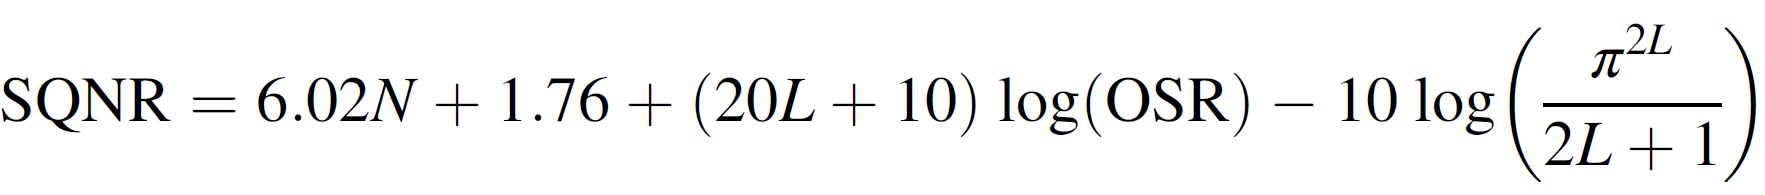 SQNR = 6.02N + 1.76 + (20L + 10) log(OSR) − 10 log(π^{2L} / (2L + 1))